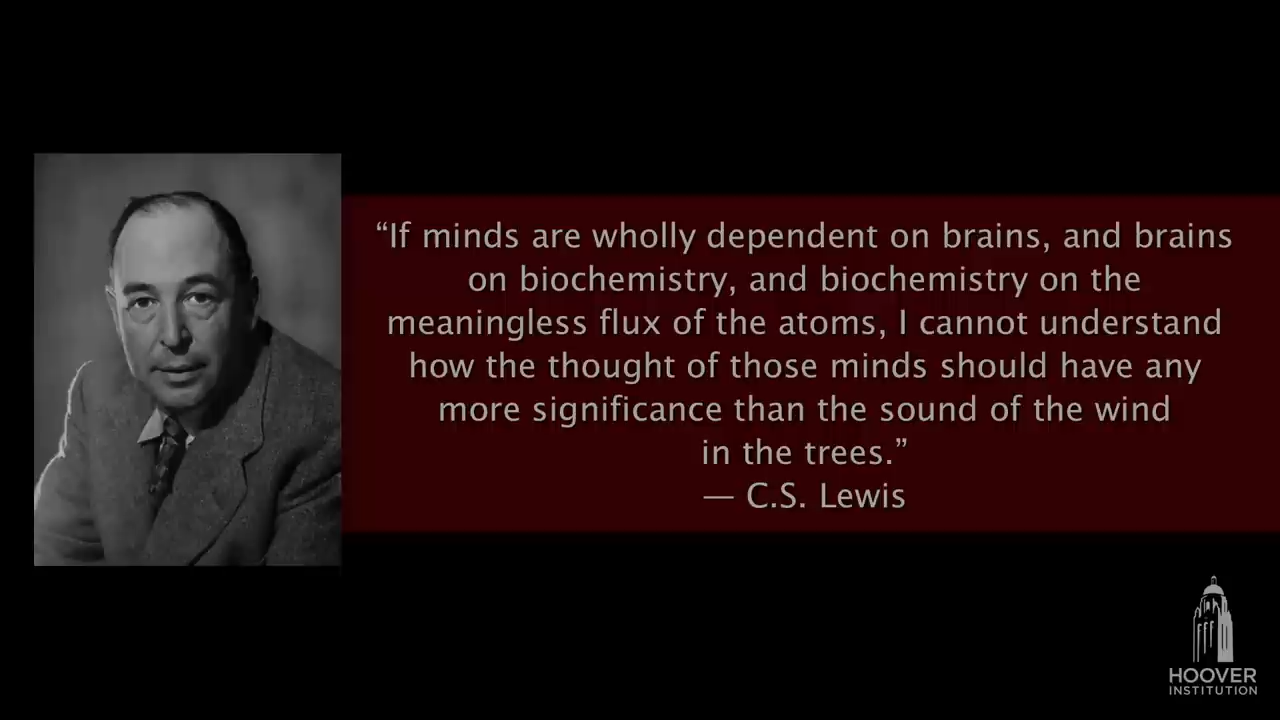 “If minds are wholly dependent on brains, and brains
on biochemistry, and biochemistry on the
meaningless flux of the atoms, I cannot understand
how the thought of those minds should have any
more significance than the sound of the wind
in the trees.”
— C.S. Lewis
HOOVER
INSTITUTION